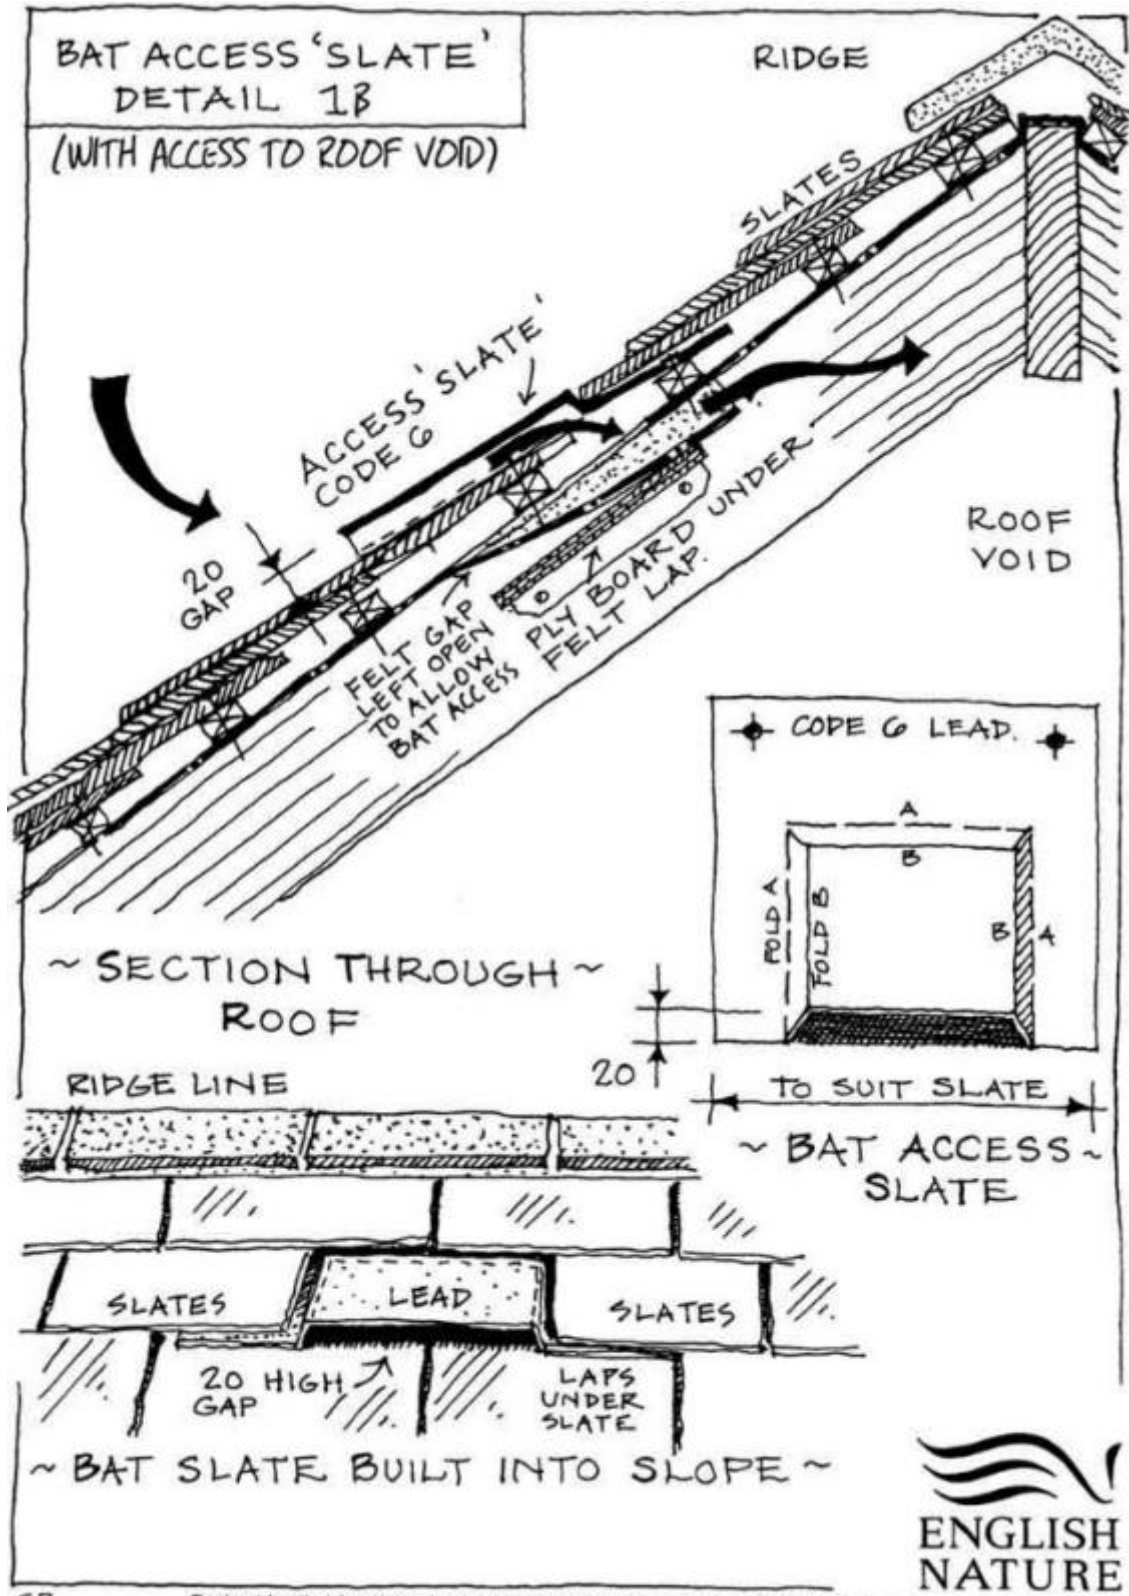 BAT ACCESS 'SLATE'
DETAIL 1B
(WITH ACCESS TO ROOF VOID)
RIDGE
SLATES
ACCESS 'SLATE'
CODE 6
20
GAP
FELT GAP
LEFT OPEN
TO ALLOW
BAT ACCESS
PLY BOARD UNDER
FELT LAP.
ROOF
VOID
~ SECTION THROUGH ~
ROOF
CODE 6 LEAD.
A
B
FOLD A
FOLD B
B
A
20
TO SUIT SLATE
~ BAT ACCESS ~
SLATE
RIDGE LINE
SLATES
LEAD
SLATES
20 HIGH
GAP
LAPS
UNDER
SLATE
~ BAT SLATE BUILT INTO SLOPE ~
ENGLISH
NATURE